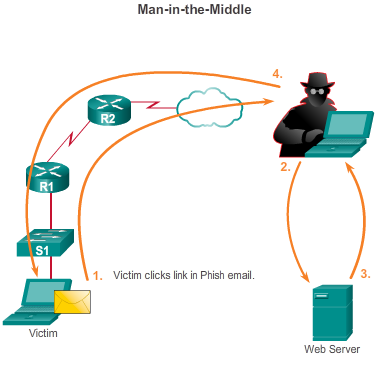 Man-in-the-Middle
4.
R2
2.
R1
S1
1.
Victim clicks link in Phish email.
3.
Victim
Web Server